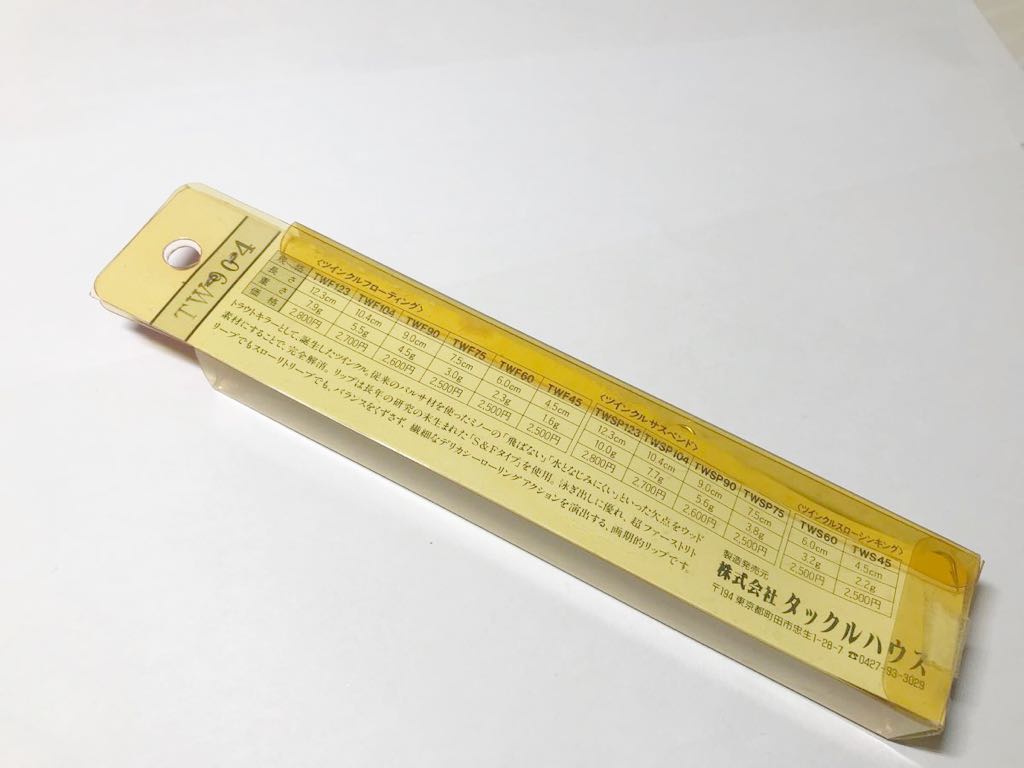 TW-90-4
〈ツインクルフローティング〉
品 TWF123 TWF104 TWF90 TWF75 TWF60 TWF45
長さ 12.3cm 10.4cm 9.0cm 7.5cm 6.0cm 4.5cm
重さ 7.9g 5.5g 4.5g 3.0g 2.3g 1.6g
価格 2,800円 2,700円 2,600円 2,500円 2,500円 2,500円
〈ツインクルサスペンド〉
TWSP123 TWSP104 TWSP90 TWSP75
12.3cm 10.4cm 9.0cm 7.5cm
10.0g 7.7g 5.6g 3.8g
2,800円 2,700円 2,600円 2,500円
〈ツインクルスローシンキング〉
TWS60 TWS45
6.0cm 4.5cm
3.2g 2.2g
2,500円 2,500円
トラウトキラーとして、誕生したツインクル。従来のバルサ材を使ったミノーの「飛ばない」「水となじみにくい」といった欠点をウッド
素材にすることで、完全解消。リップは長年の研究の末生まれた「S&Fタイプ」を使用。泳ぎ出しに優れ、超ファーストリト
リーブでもスローリトリーブでも、バランスをくずさず、繊細なデリカシーローリングアクションを演出する、画期的リップです。
製造発売元
株式会社 タックルハウス
〒194 東京都町田市忠生1-28-7 ☎0427-93-3029